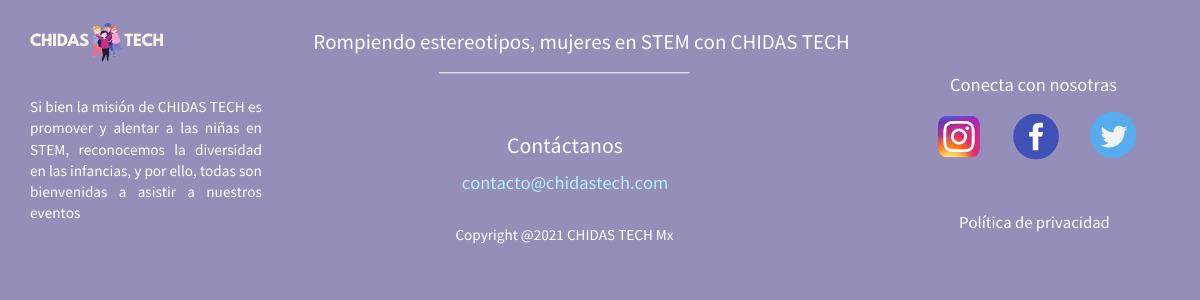 CHIDAS TECH
Si bien la misión de CHIDAS TECH es
promover y alentar a las niñas en
STEM, reconocemos la diversidad
en las infancias, y por ello, todas son
bienvenidas a asistir a nuestros
eventos
Rompiendo estereotipos, mujeres en STEM con CHIDAS TECH
Contáctanos
contacto@chidastech.com
Copyright @2021 CHIDAS TECH Mx
Conecta con nosotras
Política de privacidad